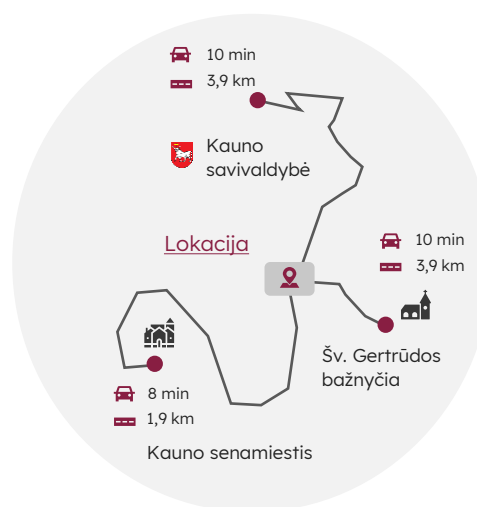 10 min
3,9 km
Kauno
savivaldybė
Lokacija
10 min
3,9 km
Šv. Gertrūdos
bažnyčia
8 min
1,9 km
Kauno senamiestis